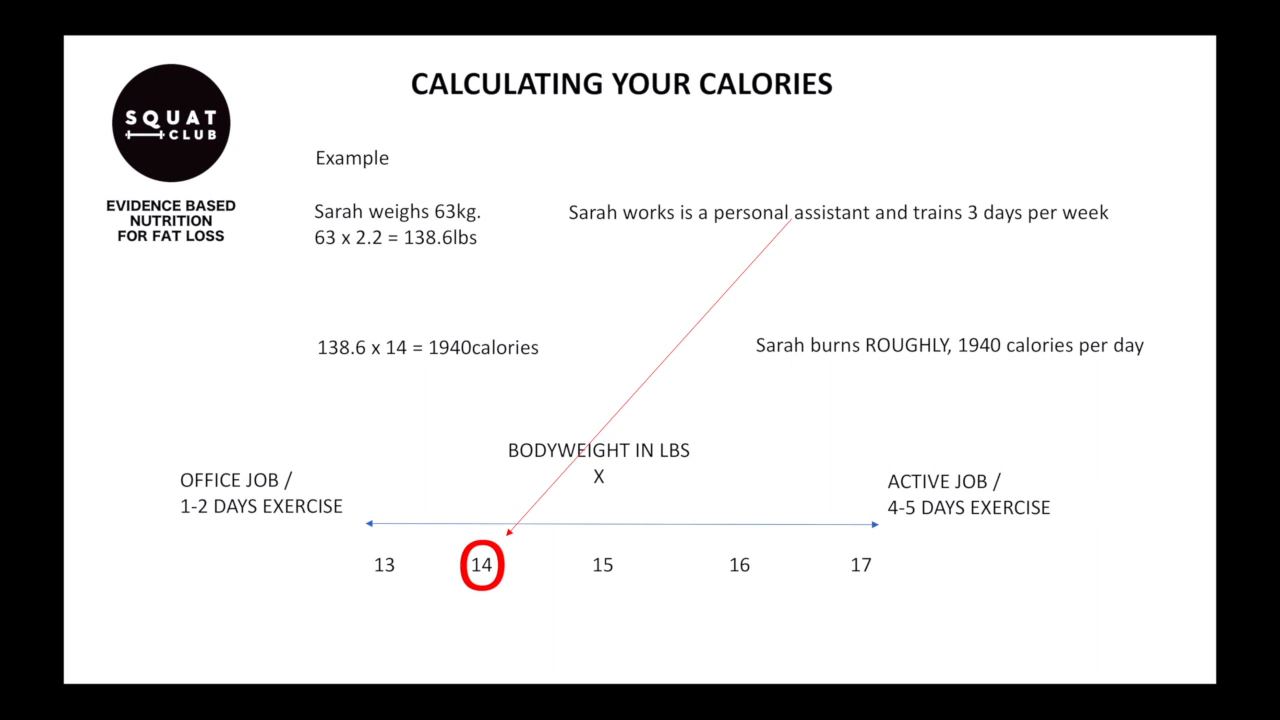 CALCULATING YOUR CALORIES
SQUAT
CLUB
EVIDENCE BASED
NUTRITION
FOR FAT LOSS
Example
Sarah weighs 63kg.
63 x 2.2 = 138.6lbs
Sarah works is a personal assistant and trains 3 days per week
138.6 x 14 = 1940calories
Sarah burns ROUGHLY, 1940 calories per day
BODYWEIGHT IN LBS
X
OFFICE JOB /
1-2 DAYS EXERCISE
ACTIVE JOB /
4-5 DAYS EXERCISE
13 14 15 16 17